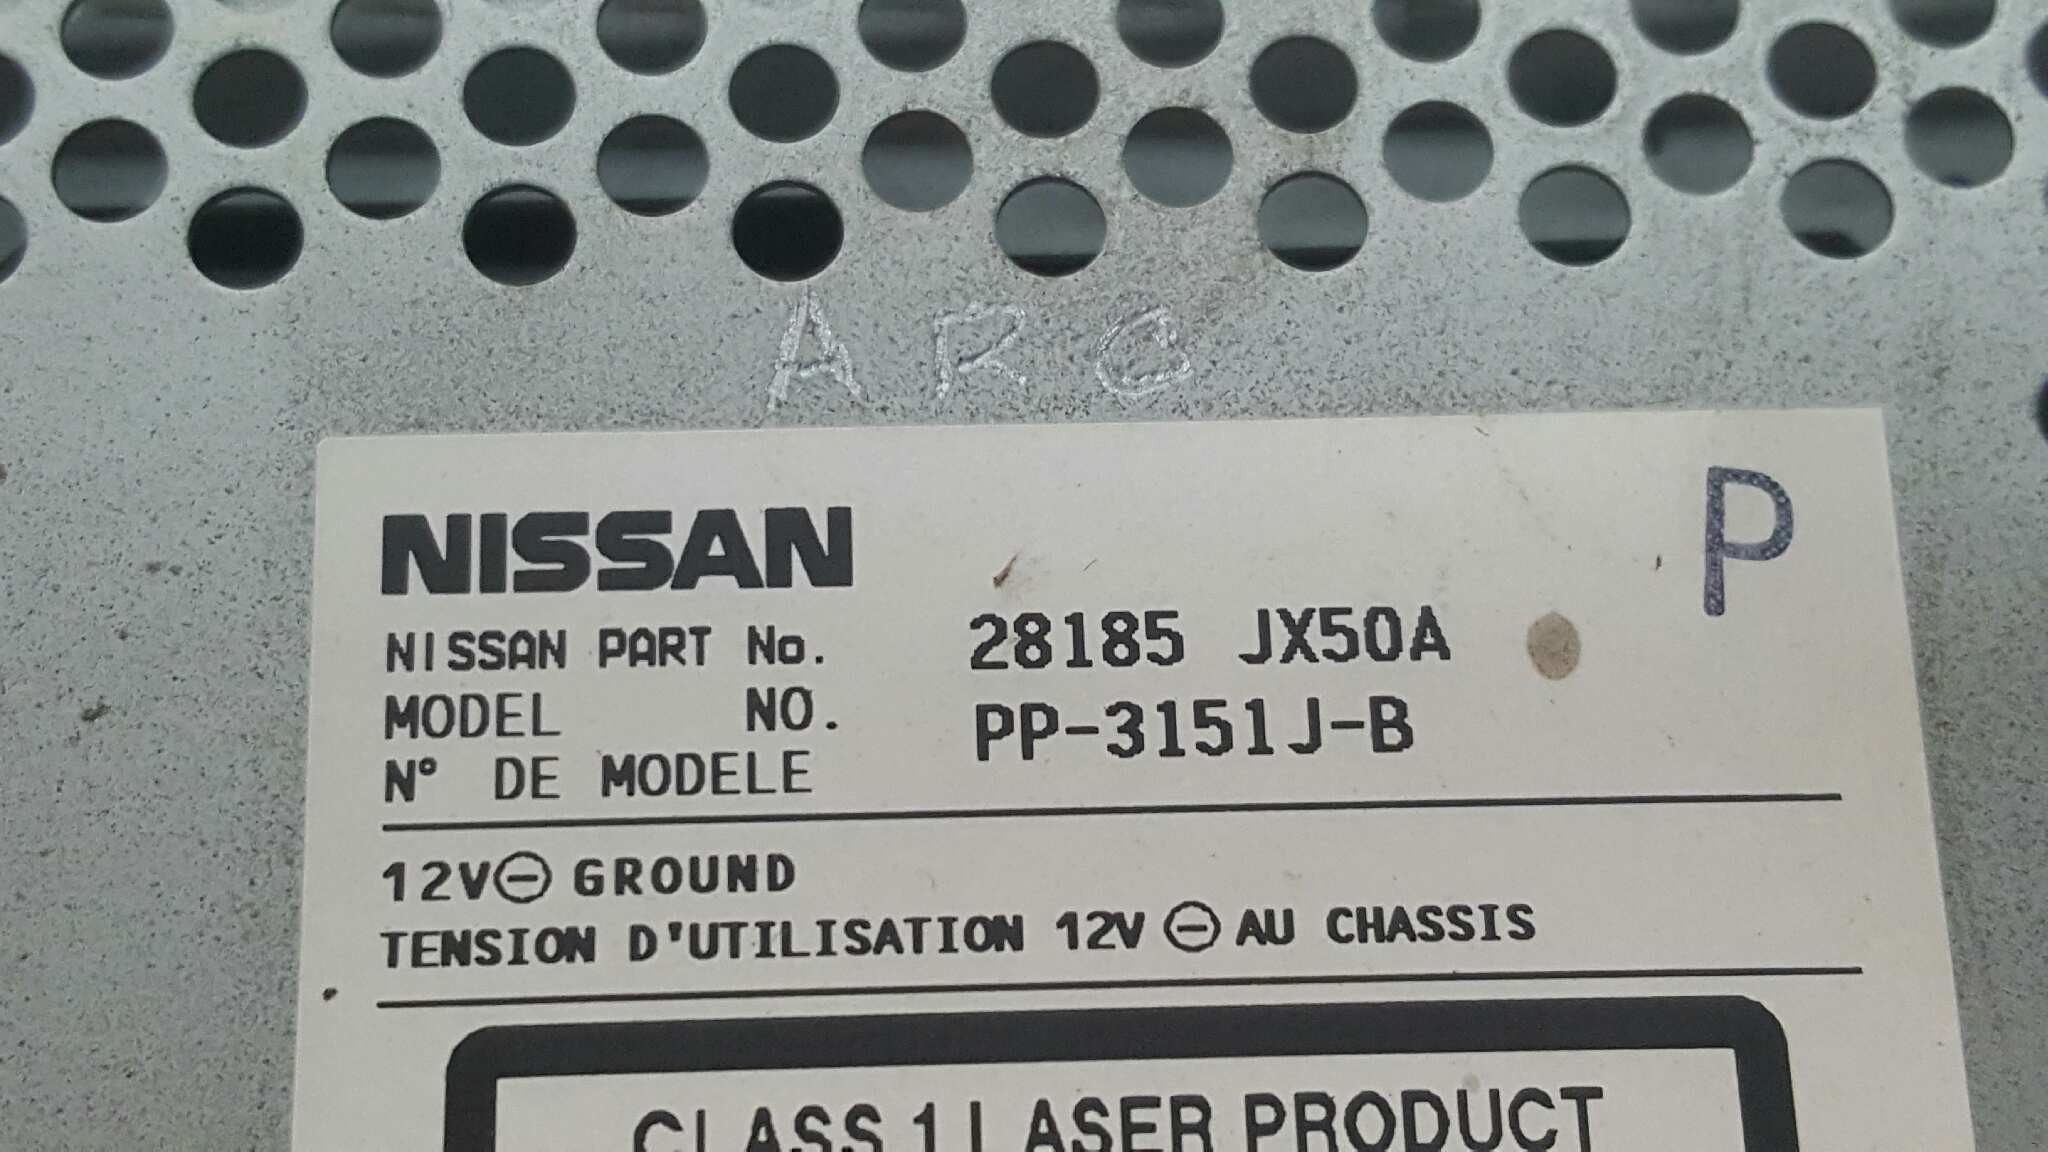 ARC
NISSAN
P
NISSAN PART No. 28185 JX50A
MODEL NO. PP-3151J-B
N° DE MODELE
12V⊖ GROUND
TENSION D'UTILISATION 12V ⊖ AU CHASSIS
CLASS 1 LASER PRODUCT